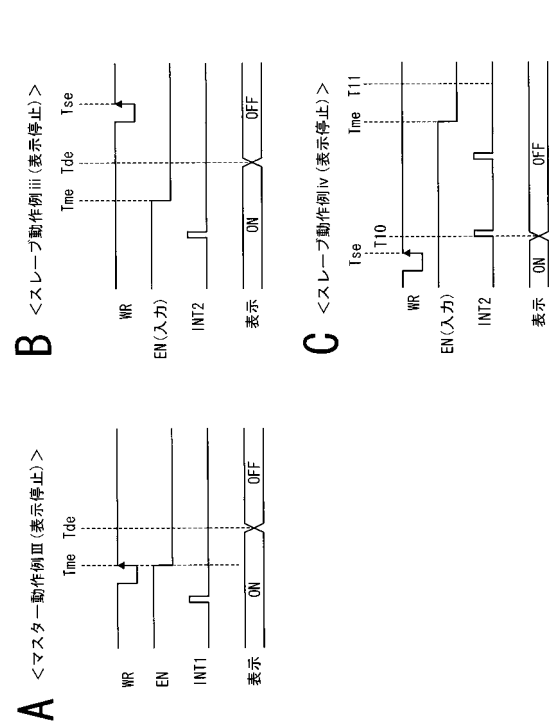 A <マスター動作例Ⅲ(表示停止)>
Tme Tde
WR
EN
INT1
表示 ON OFF
B <スレーブ動作例ⅲ(表示停止)>
Tme Tde Tse
WR
EN(入力)
INT2
表示 ON OFF
C <スレーブ動作例ⅳ(表示停止)>
Tse T10 Tme T11
WR
EN(入力)
INT2
表示 ON OFF